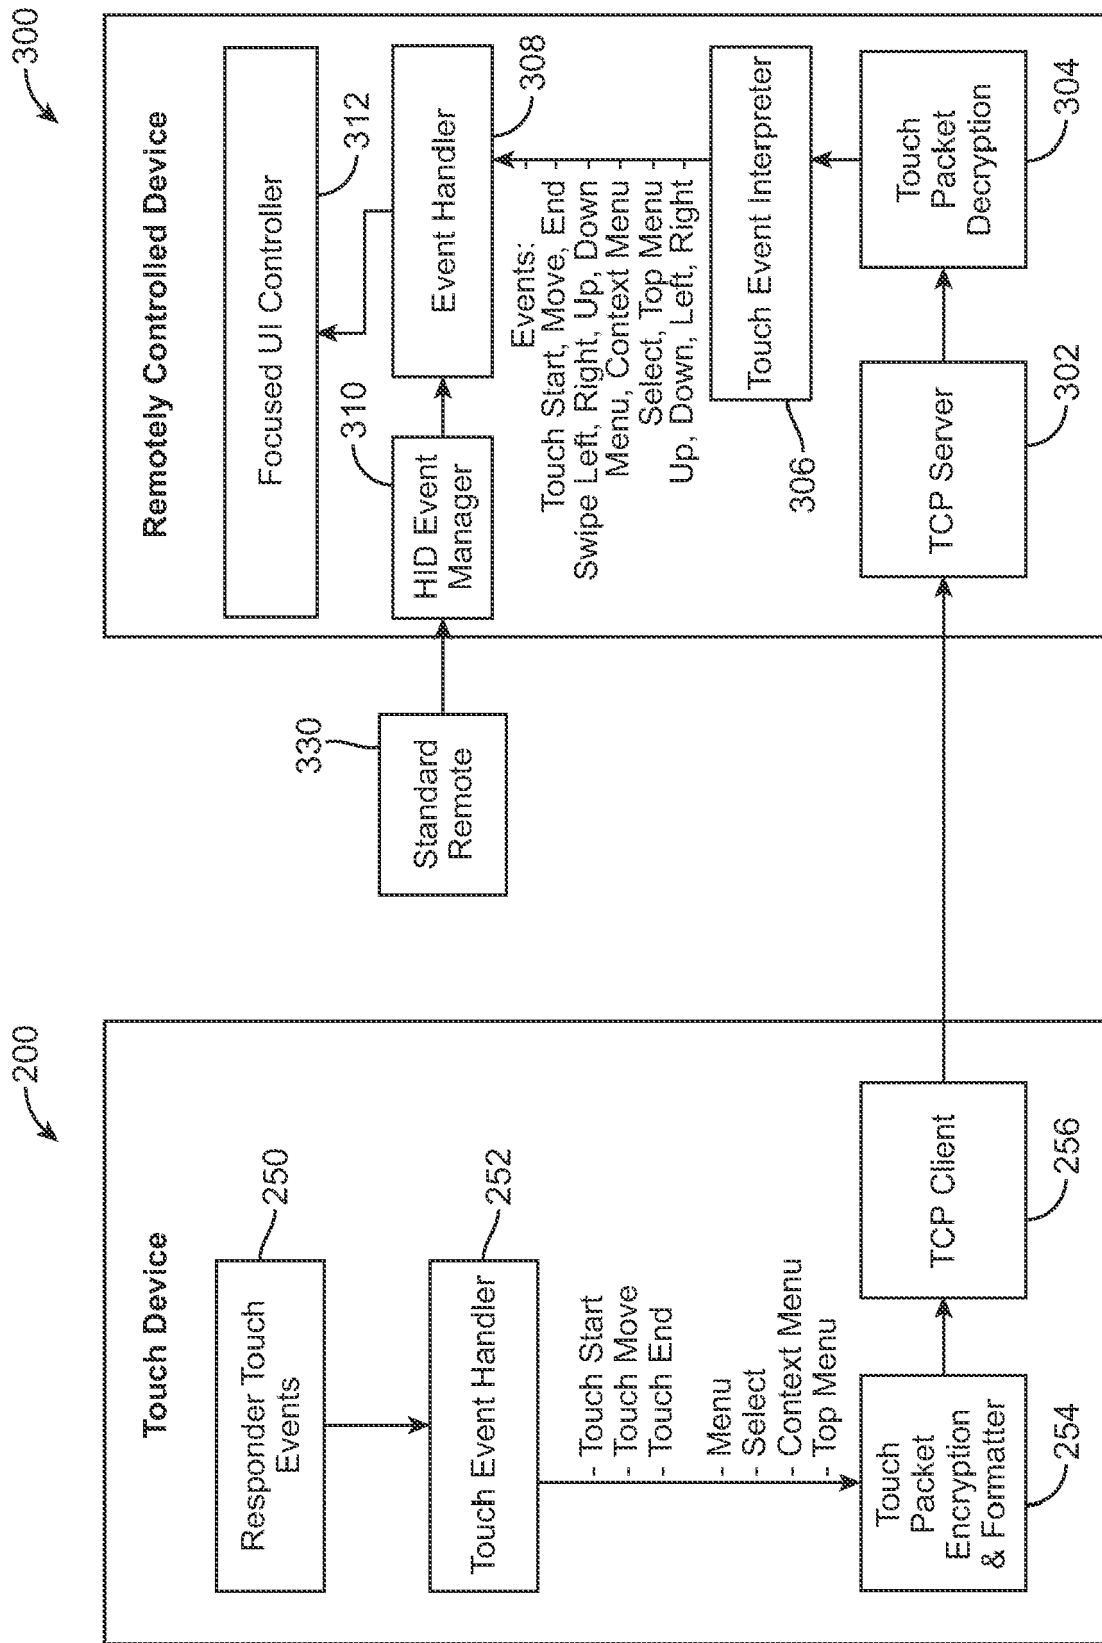 200
Touch Device
Responder Touch
Events
250
Touch Event Handler
252
Touch Start
Touch Move
Touch End
Menu
Select
Context Menu
Top Menu
Touch
Packet
Encryption
& Formatter
254
TCP Client
256
Standard
Remote
330
300
Remotely Controlled Device
Focused UI Controller
312
HID Event
Manager
310
Event Handler
308
Events:
Touch Start, Move, End
Swipe Left, Right, Up, Down
Menu, Context Menu
Select, Top Menu
Up, Down, Left, Right
Touch Event Interpreter
306
TCP Server
302
Touch
Packet
Decryption
304